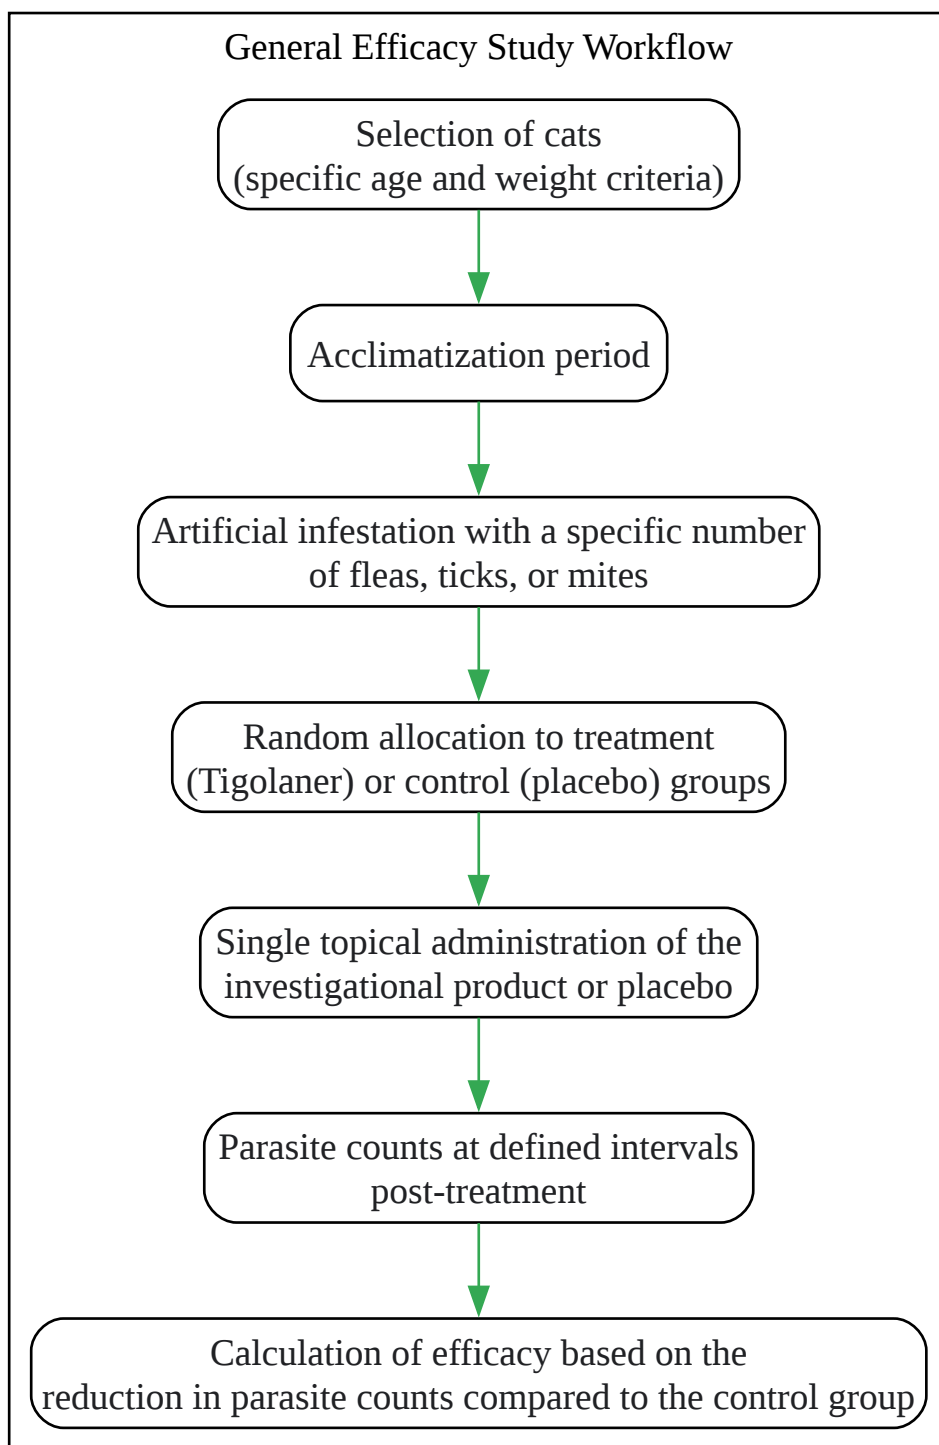 General Efficacy Study Workflow
Selection of cats
(specific age and weight criteria)
Acclimatization period
Artificial infestation with a specific number
of fleas, ticks, or mites
Random allocation to treatment
(Tigolaner) or control (placebo) groups
Single topical administration of the
investigational product or placebo
Parasite counts at defined intervals
post-treatment
Calculation of efficacy based on the
reduction in parasite counts compared to the control group